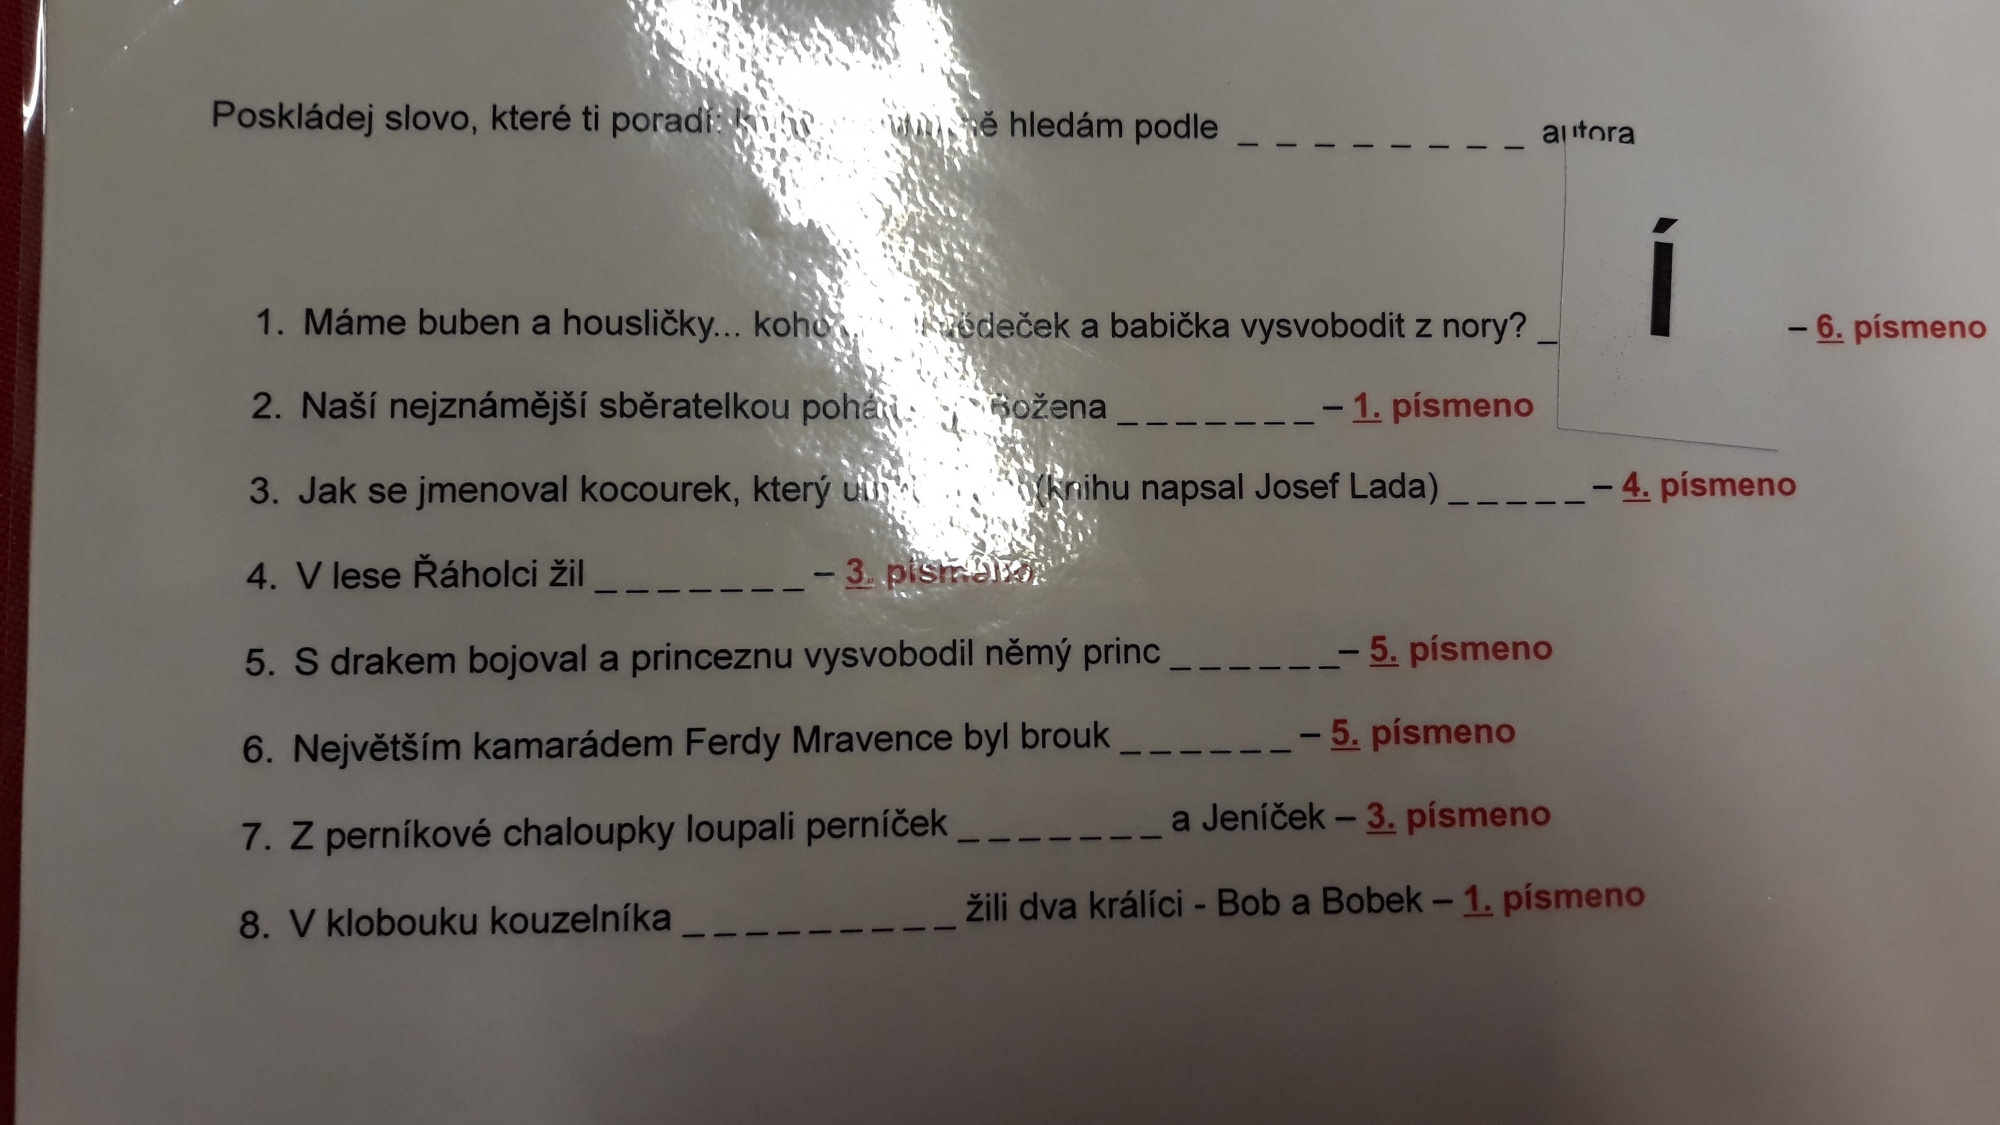 Poskládej slovo, které ti poradí: hledám podle _ _ _ _ _ _ _ _ autora
Í
1. Máme buben a housličky... koho dědeček a babička vysvobodit z nory? _ – 6. písmeno
2. Naší nejznámější sběratelkou Božena _ _ _ _ _ _ _ – 1. písmeno
3. Jak se jmenoval kocourek, který (knihu napsal Josef Lada) _ _ _ _ _ – 4. písmeno
4. V lese Řáholci žil _ _ _ _ _ _ _ – 3. písmeno
5. S drakem bojoval a princeznu vysvobodil němý princ _ _ _ _ _ _ – 5. písmeno
6. Největším kamarádem Ferdy Mravence byl brouk _ _ _ _ _ _ – 5. písmeno
7. Z perníkové chaloupky loupali perníček _ _ _ _ _ _ _ a Jeníček – 3. písmeno
8. V klobouku kouzelníka _ _ _ _ _ _ _ _ _ žili dva králíci - Bob a Bobek – 1. písmeno